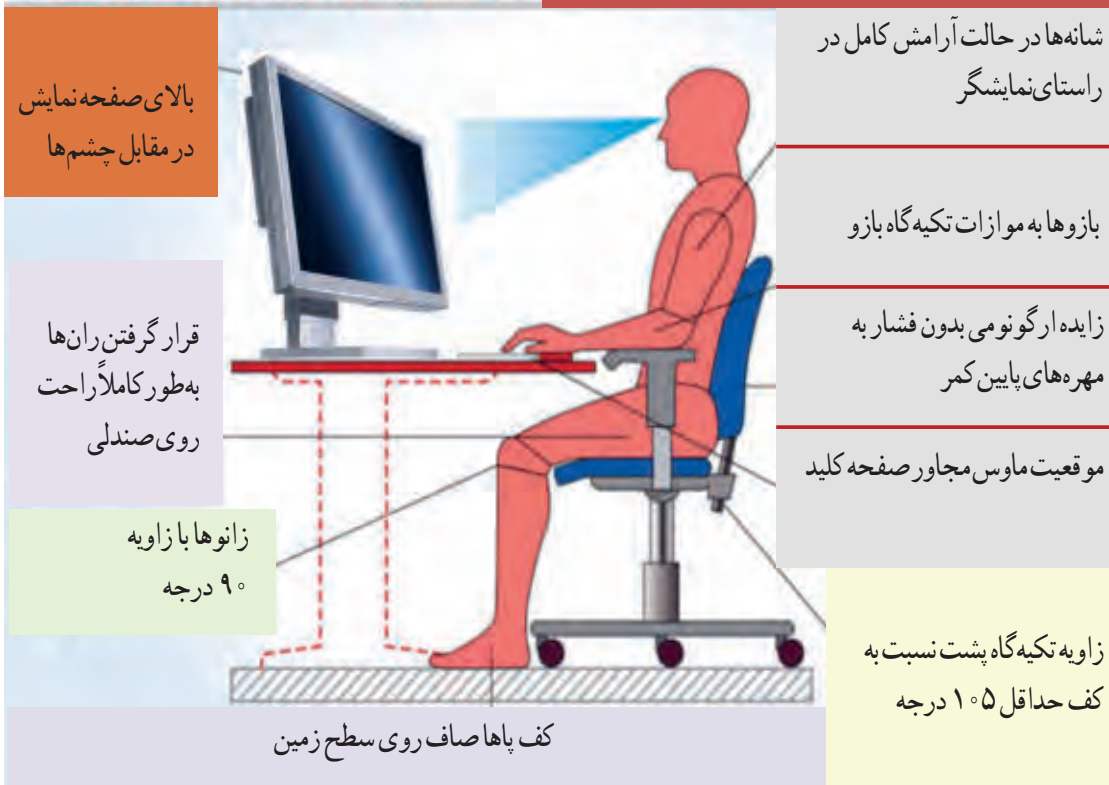 شانه‌ها در حالت آرامش کامل در
راستای نمایشگر
بازوها به موازات تکیه‌گاه بازو
زایده ارگونومی بدون فشار به
مهره‌های پایین کمر
موقعیت ماوس مجاور صفحه کلید
زاویه تکیه‌گاه پشت نسبت به
کف حداقل ۱۰۵ درجه
بالای صفحه نمایش
در مقابل چشم‌ها
قرار گرفتن ران‌ها
به‌طور کاملاً راحت
روی صندلی
زانوها با زاویه
۹۰ درجه
کف پاها صاف روی سطح زمین